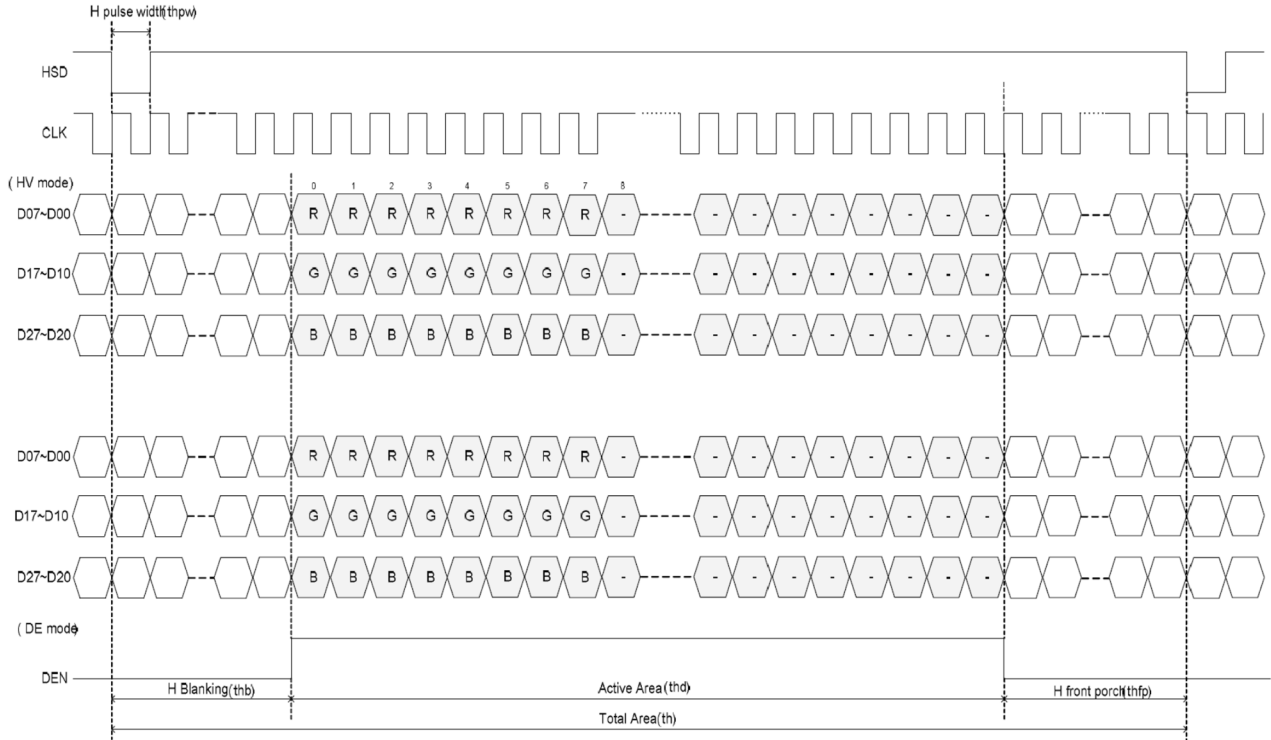 H pulse width(thpw)
HSD
CLK
( HV mode)
0 1 2 3 4 5 6 7 8
D07~D00 R R R R R R R R - - - - - - - - -
D17~D10 G G G G G G G G - - - - - - - - -
D27~D20 B B B B B B B B - - - - - - - - -
D07~D00 R R R R R R R R - - - - - - - - -
D17~D10 G G G G G G G G - - - - - - - - -
D27~D20 B B B B B B B B - - - - - - - - -
( DE mode)
DEN
H Blanking(thb) Active Area(thd) H front porch(thfp)
Total Area(th)